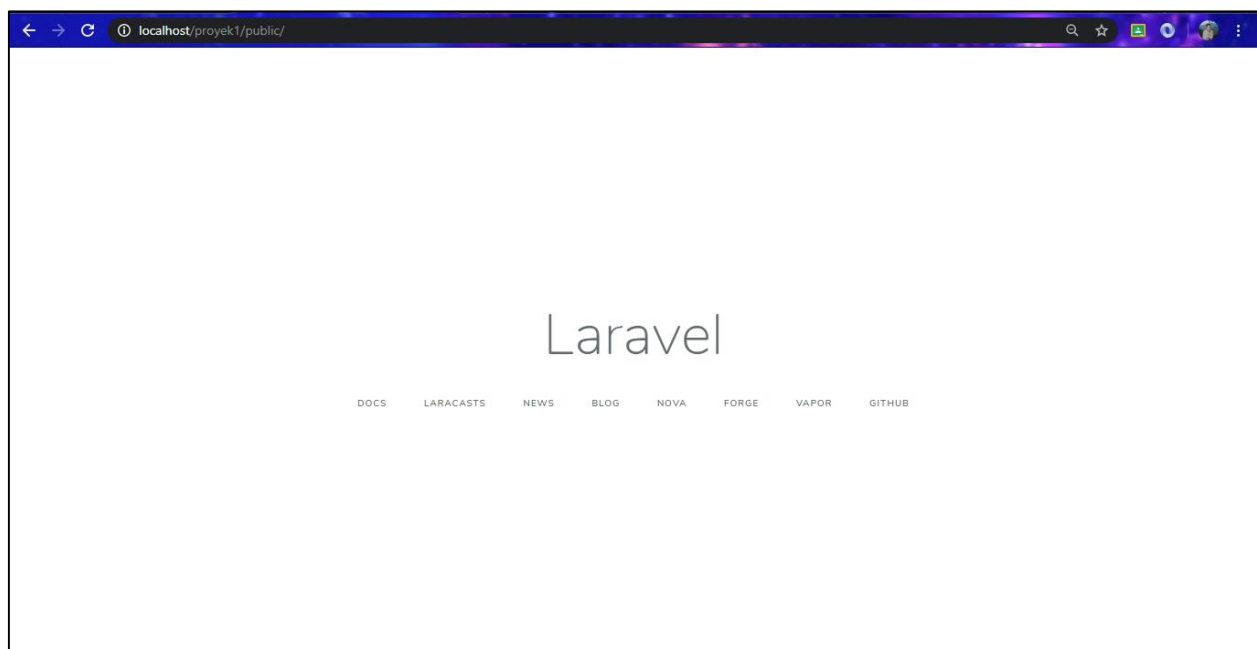 localhost/proyek1/public/
Laravel
DOCS LARACASTS NEWS BLOG NOVA FORGE VAPOR GITHUB